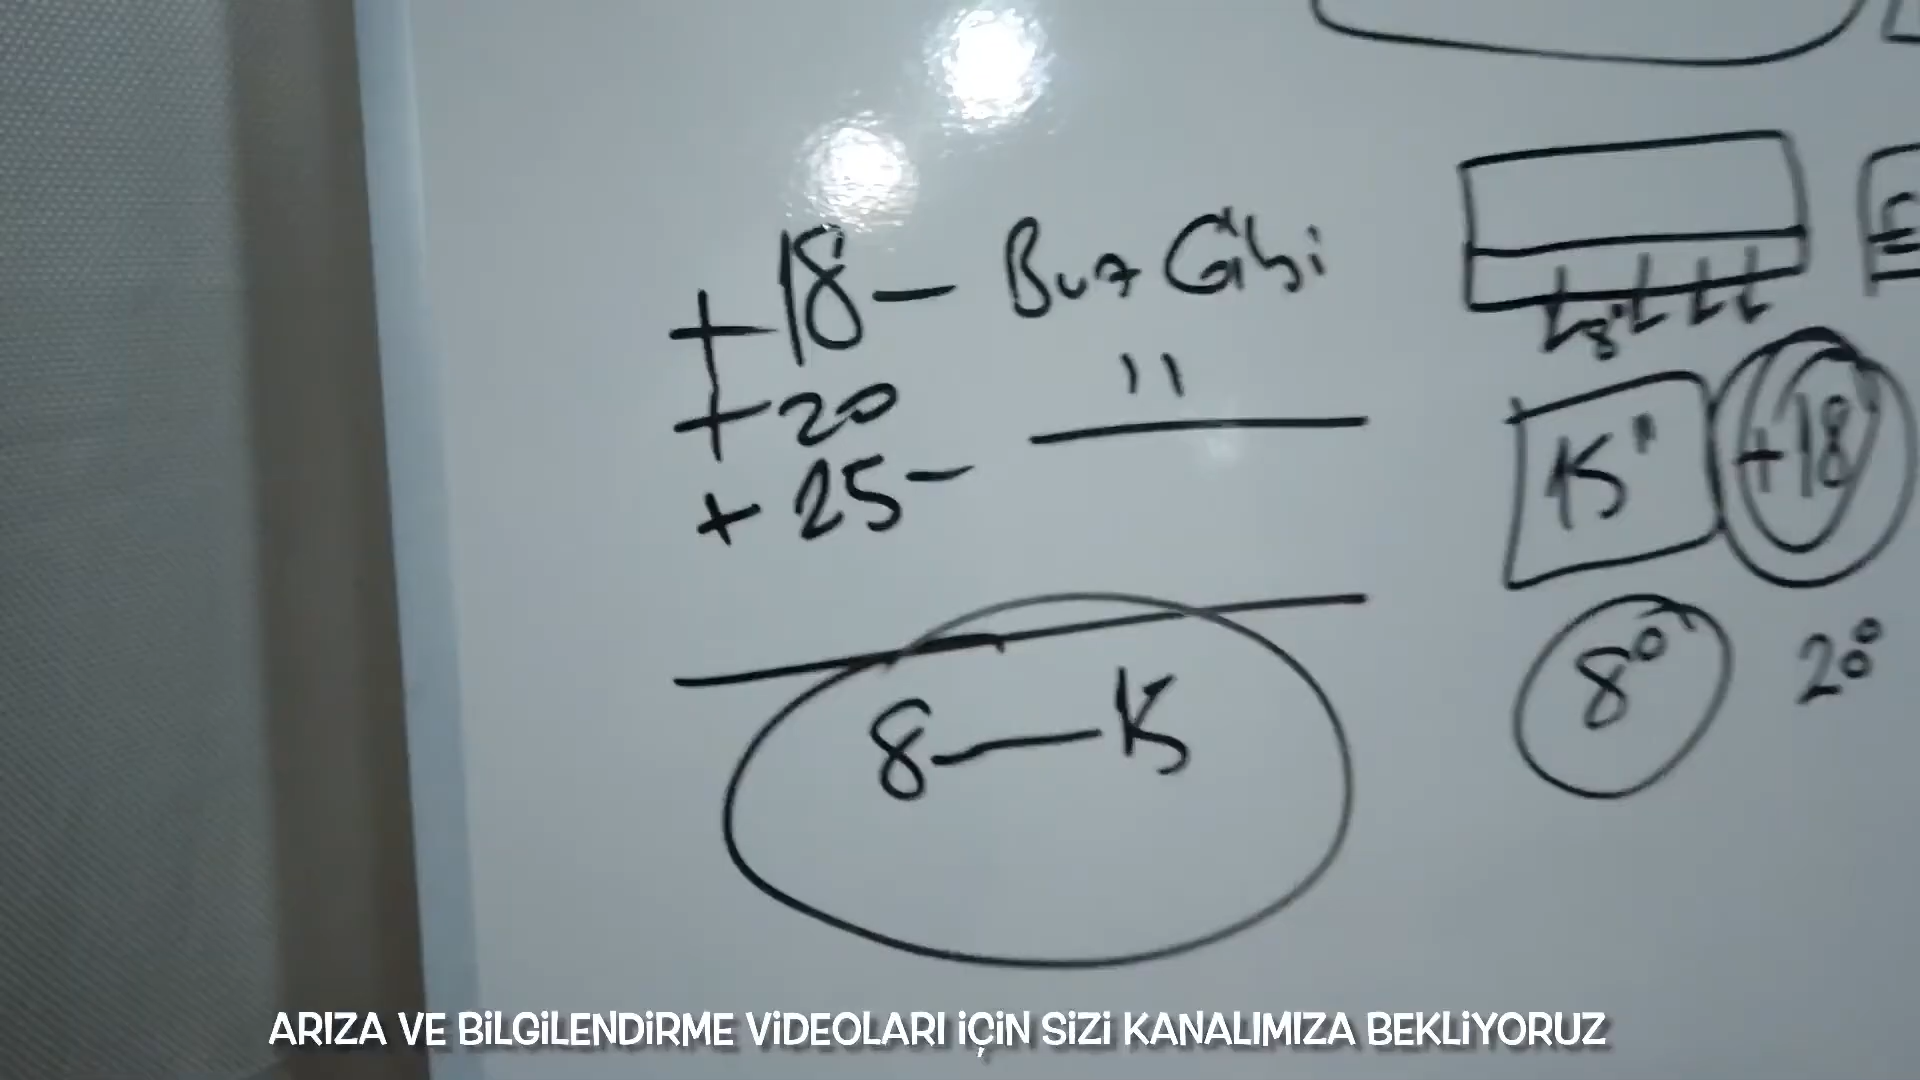 +18 — Buz Gibi
+20 "
+25 —
8 — 15
8°
15°
+18
8° 20°
ARIZA VE BİLGİLENDİRME VİDEOLARI İÇİN SİZİ KANALIMIZA BEKLİYORUZ